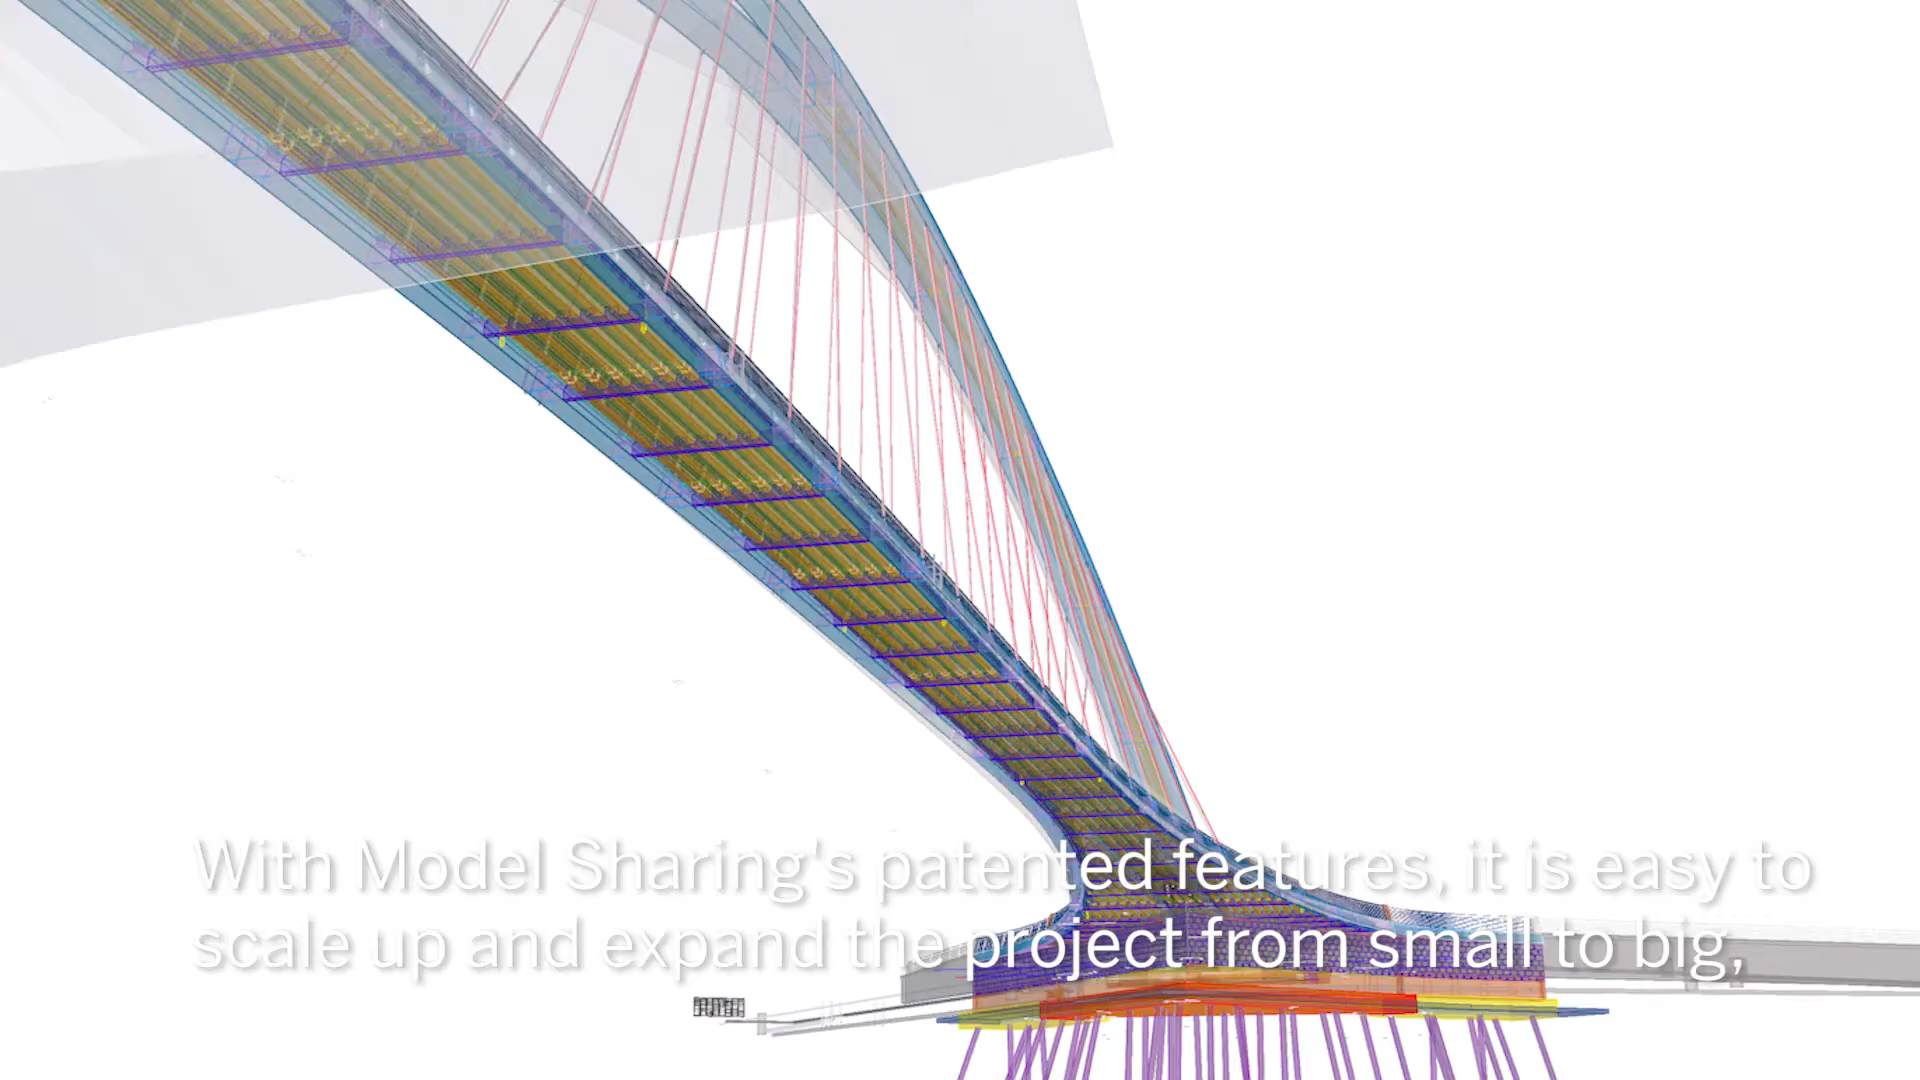 With Model Sharing's patented features, it is easy to
scale up and expand the project from small to big,